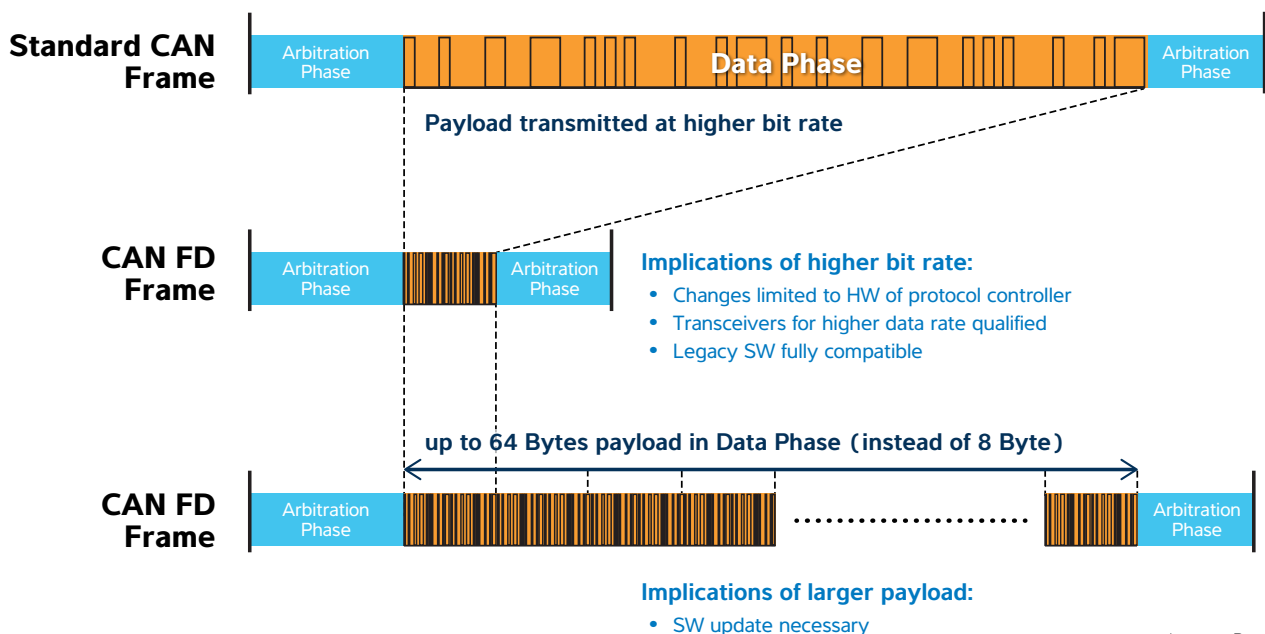 Standard CAN
Frame
Arbitration
Phase
Data Phase
Arbitration
Phase
Payload transmitted at higher bit rate
CAN FD
Frame
Arbitration
Phase
Arbitration
Phase
Implications of higher bit rate:
• Changes limited to HW of protocol controller
• Transceivers for higher data rate qualified
• Legacy SW fully compatible
up to 64 Bytes payload in Data Phase (instead of 8 Byte)
CAN FD
Frame
Arbitration
Phase
Arbitration
Phase
Implications of larger payload:
• SW update necessary